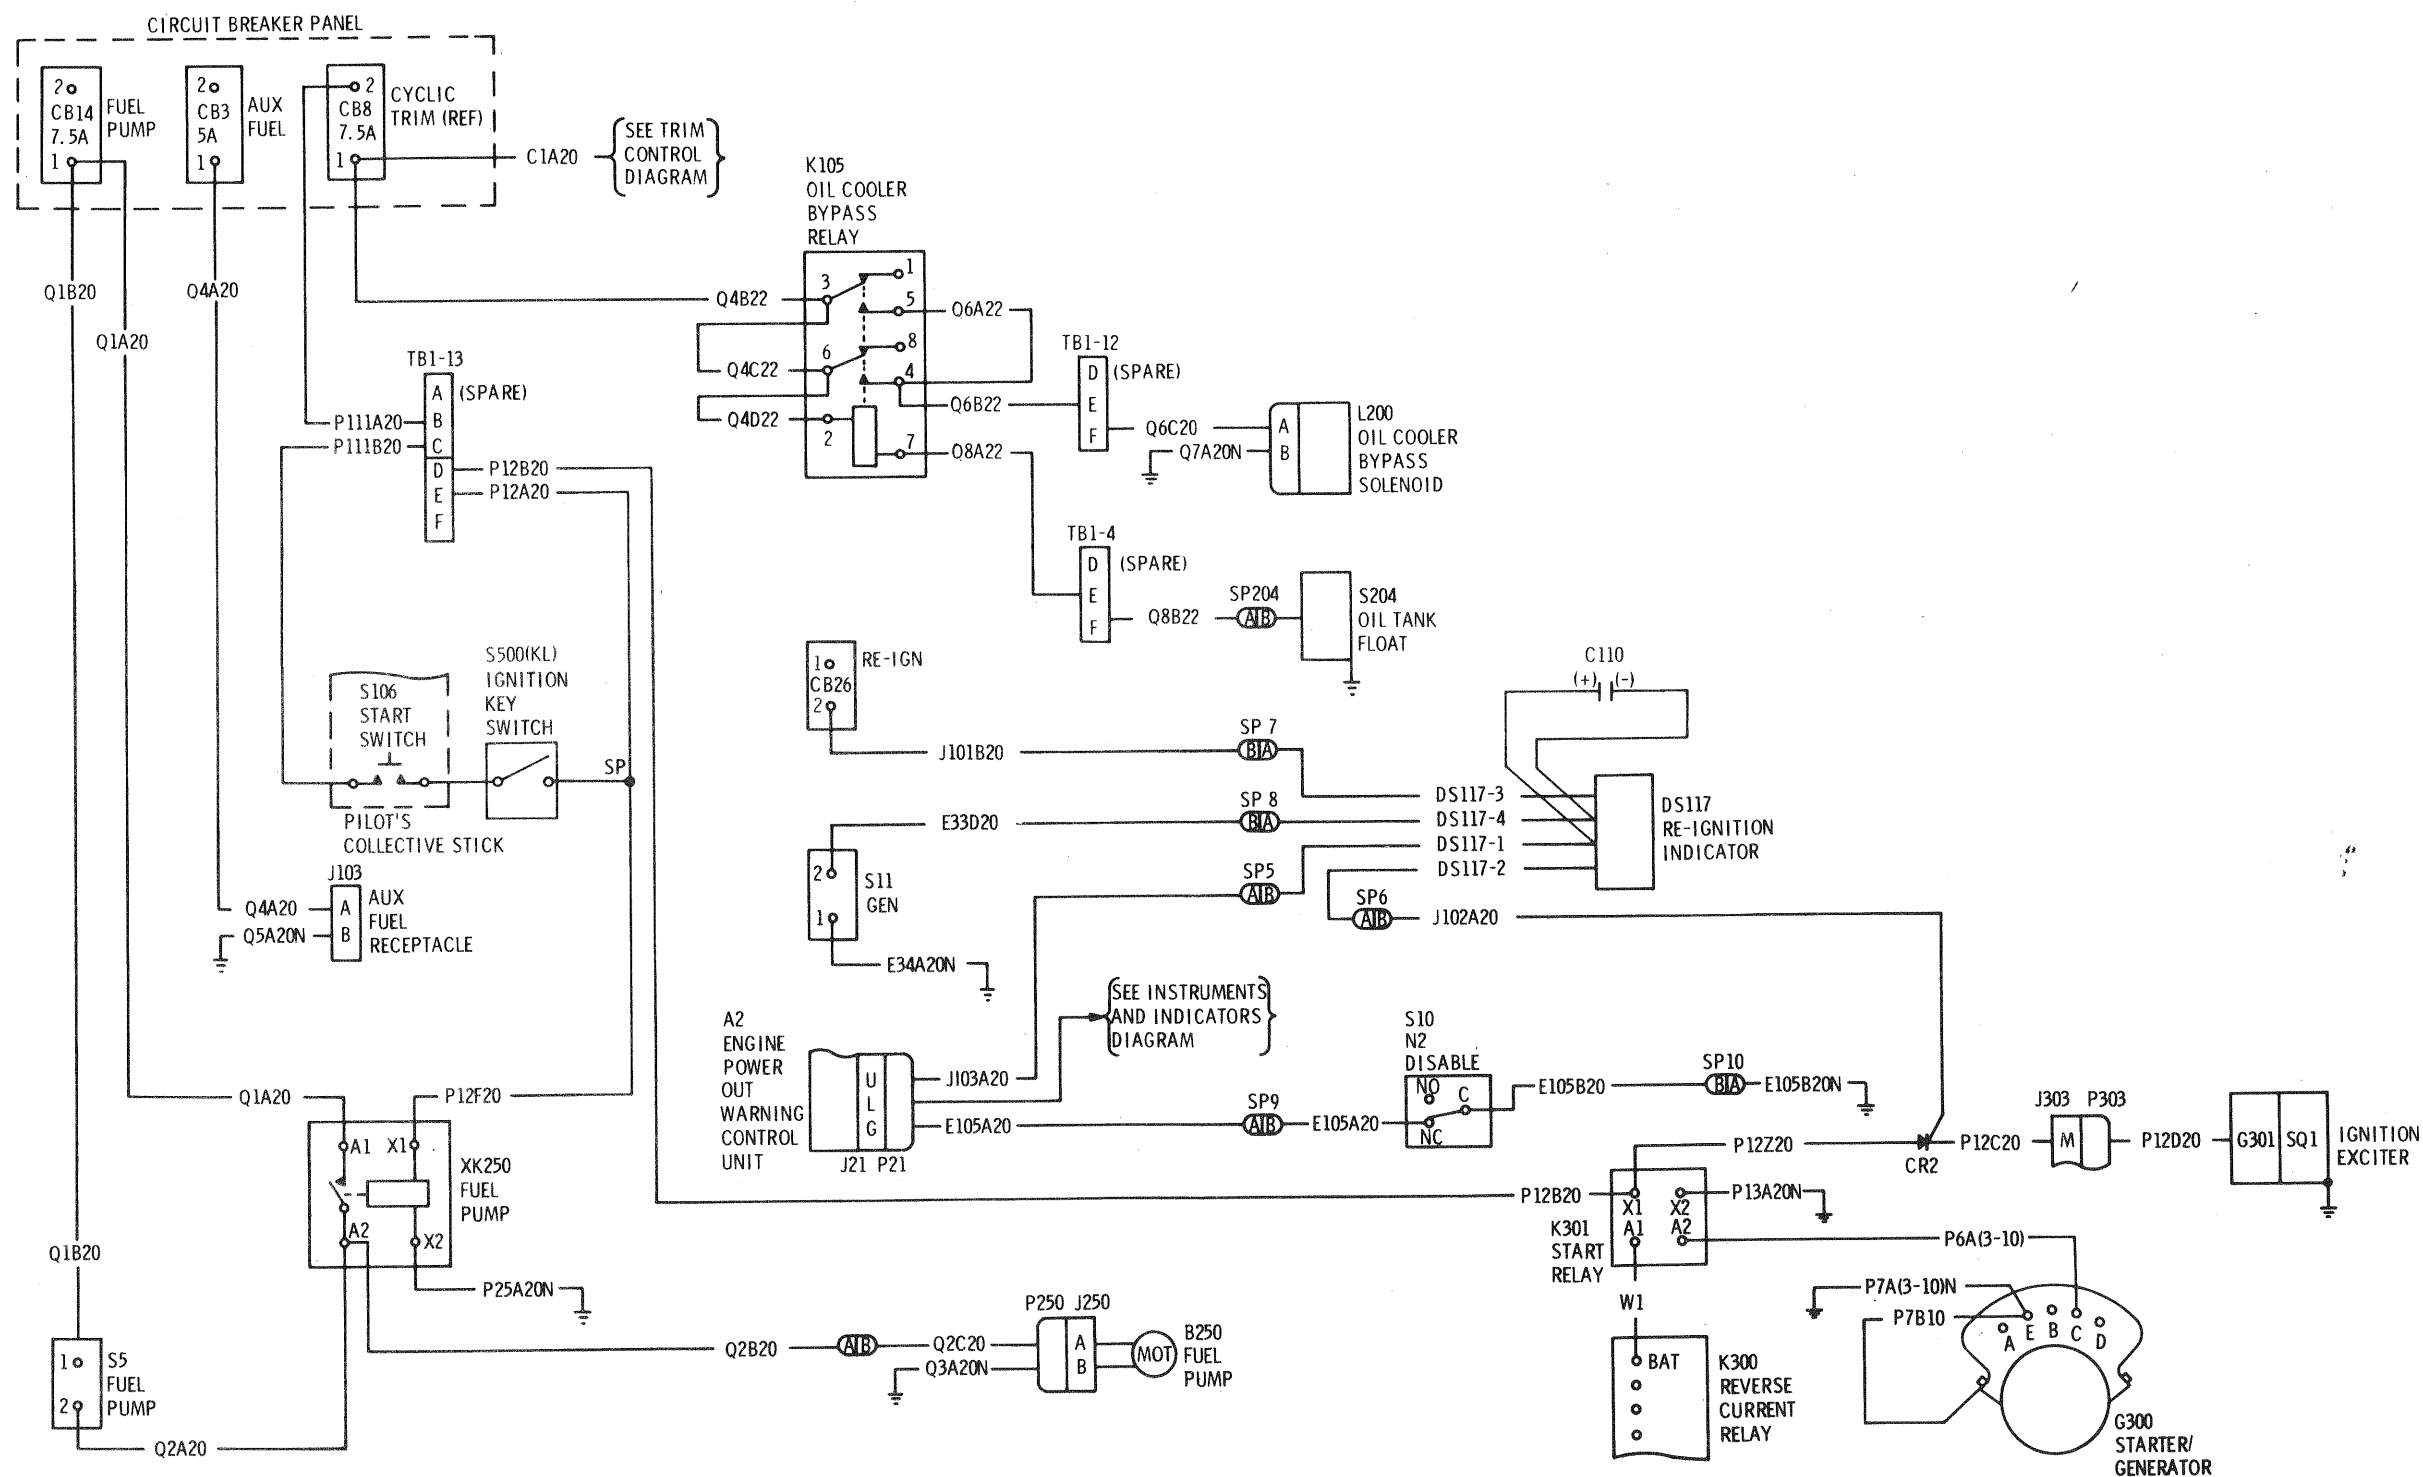 CIRCUIT BREAKER PANEL
2
CB14
7.5A
1
FUEL
PUMP
2
CB3
5A
1
AUX
FUEL
2
CB8
7.5A
1
CYCLIC
TRIM (REF)
C1A20
SEE TRIM
CONTROL
DIAGRAM
Q1B20
Q4A20
Q1A20
K105
OIL COOLER
BYPASS
RELAY
Q4B22
3
1
5
Q6A22
6
8
Q4C22
4
Q6B22
Q4D22
2
7
Q8A22
TB1-12
D
(SPARE)
E
F
Q6C20
Q7A20N
A
B
L200
OIL COOLER
BYPASS
SOLENOID
TB1-13
A
(SPARE)
B
C
D
E
F
P111A20
P111B20
P12B20
P12A20
TB1-4
D
(SPARE)
E
F
Q8B22
SP204
A B
S204
OIL TANK
FLOAT
S106
START
SWITCH
S500(KL)
IGNITION
KEY
SWITCH
SP
PILOT'S
COLLECTIVE STICK
1
CB26
2
RE-IGN
J101B20
SP 7
B A
C110
(+)
(-)
DS117-3
DS117-4
DS117-1
DS117-2
DS117
RE-IGNITION
INDICATOR
E33D20
SP 8
B A
2
1
S11
GEN
E34A20N
SP5
A B
SP6
A B
J102A20
J103
A
B
AUX
FUEL
RECEPTACLE
Q4A20
Q5A20N
SEE INSTRUMENTS
AND INDICATORS
DIAGRAM
A2
ENGINE
POWER
OUT
WARNING
CONTROL
UNIT
U
L
G
J21 P21
J103A20
E105A20
SP9
A B
E105A20
S10
N2
DISABLE
NO
C
NC
E105B20
SP10
B A
E105B20N
Q1A20
P12F20
A1
X1
A2
X2
XK250
FUEL
PUMP
P25A20N
P12Z20
CR2
P12C20
J303 P303
M
P12D20
G301
SQ1
IGNITION
EXCITER
P12B20
X1
X2
A1
A2
K301
START
RELAY
P13A20N
P6A(3-10)
P7A(3-10)N
P7B10
A
E
B
C
D
G300
STARTER/
GENERATOR
W1
BAT
K300
REVERSE
CURRENT
RELAY
Q1B20
1
2
S5
FUEL
PUMP
Q2A20
Q2B20
A B
Q2C20
Q3A20N
P250 J250
A
B
MOT
B250
FUEL
PUMP